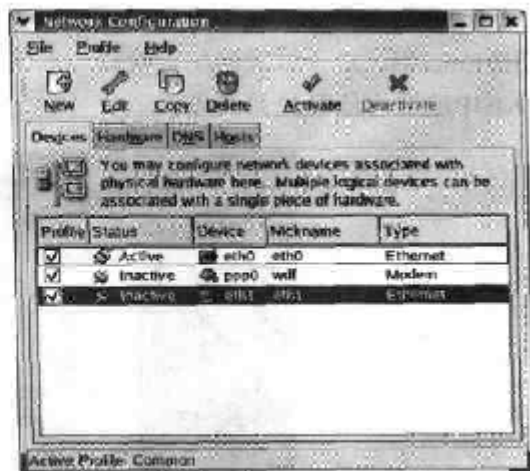 Network Configuration
File Profile Help
New Edit Copy Delete Activate Deactivate
Devices Hardware DNS Hosts
You may configure network devices associated with
physical hardware here. Multiple logical devices can be
associated with a single piece of hardware.
Profile Status Device Nickname Type
Active eth0 eth0 Ethernet
Inactive ppp0 wdf Modem
Inactive eth1 eth1 Ethernet
Active Profile: Common